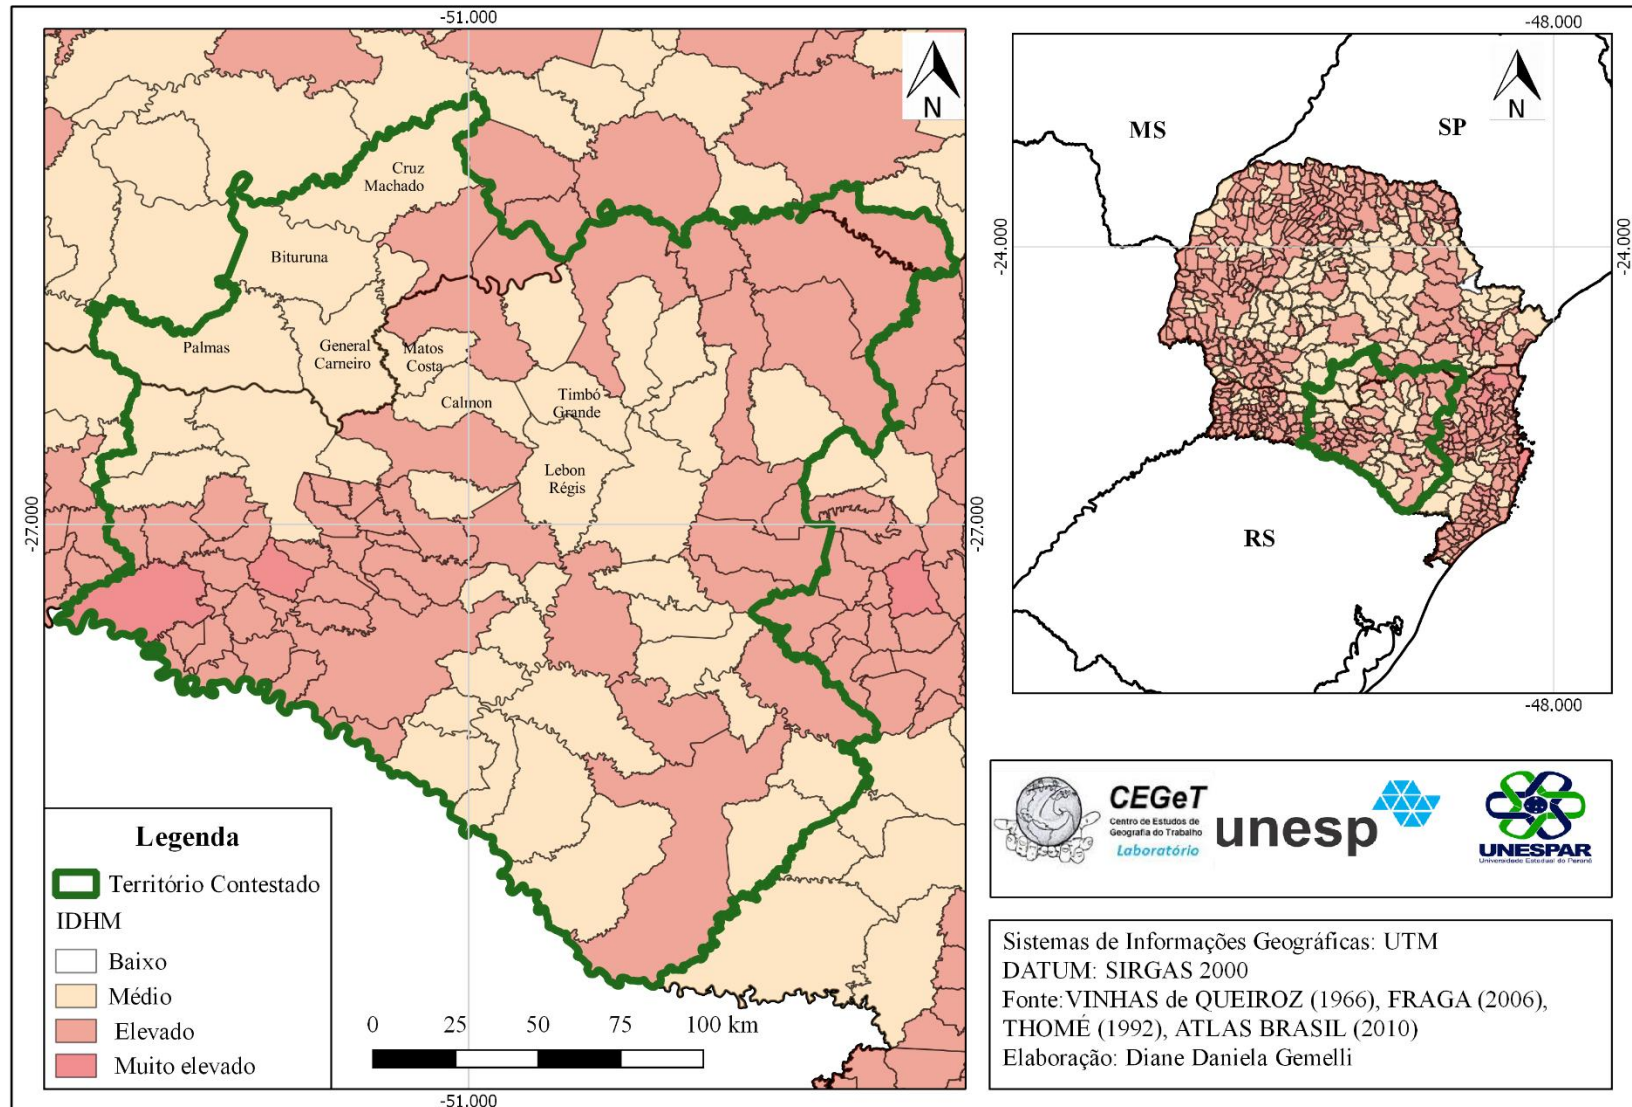 -51.000
-48.000
N
N
MS
SP
Cruz
Machado
Bituruna
-24.000
-24.000
Palmas
General
Carneiro
Matos
Costa
Calmon
Timbó
Grande
Lebon
Régis
-27.000
-27.000
RS
-51.000
-48.000
Legenda
Território Contestado
IDHM
Baixo
Médio
Elevado
Muito elevado
0 25 50 75 100 km
CEGeT
Centro de Estudos de
Geografia do Trabalho
Laboratório
unesp
UNESPAR
Universidade Estadual do Paraná
Sistemas de Informações Geográficas: UTM
DATUM: SIRGAS 2000
Fonte:VINHAS de QUEIROZ (1966), FRAGA (2006),
THOMÉ (1992), ATLAS BRASIL (2010)
Elaboração: Diane Daniela Gemelli